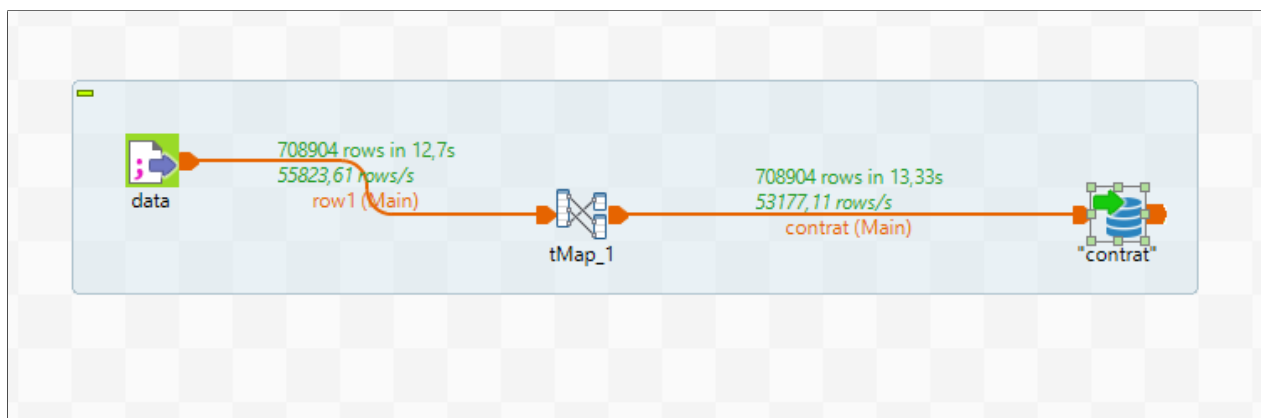 708904 rows in 12,7s
55823,61 rows/s
row1 (Main)
data
708904 rows in 13,33s
53177,11 rows/s
contrat (Main)
tMap_1
"contrat"